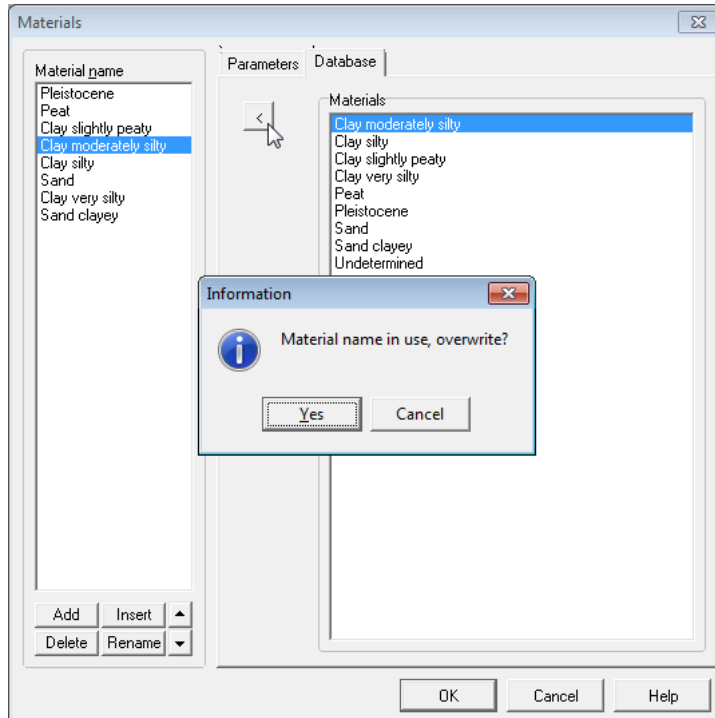 Materials
Material name
Pleistocene
Peat
Clay slightly peaty
Clay moderately silty
Clay silty
Sand
Clay very silty
Sand clayey
Add
Insert
Delete
Rename
Parameters
Database
<
Materials
Clay moderately silty
Clay silty
Clay slightly peaty
Clay very silty
Peat
Pleistocene
Sand
Sand clayey
Undetermined
Information
Material name in use, overwrite?
Yes
Cancel
OK
Cancel
Help